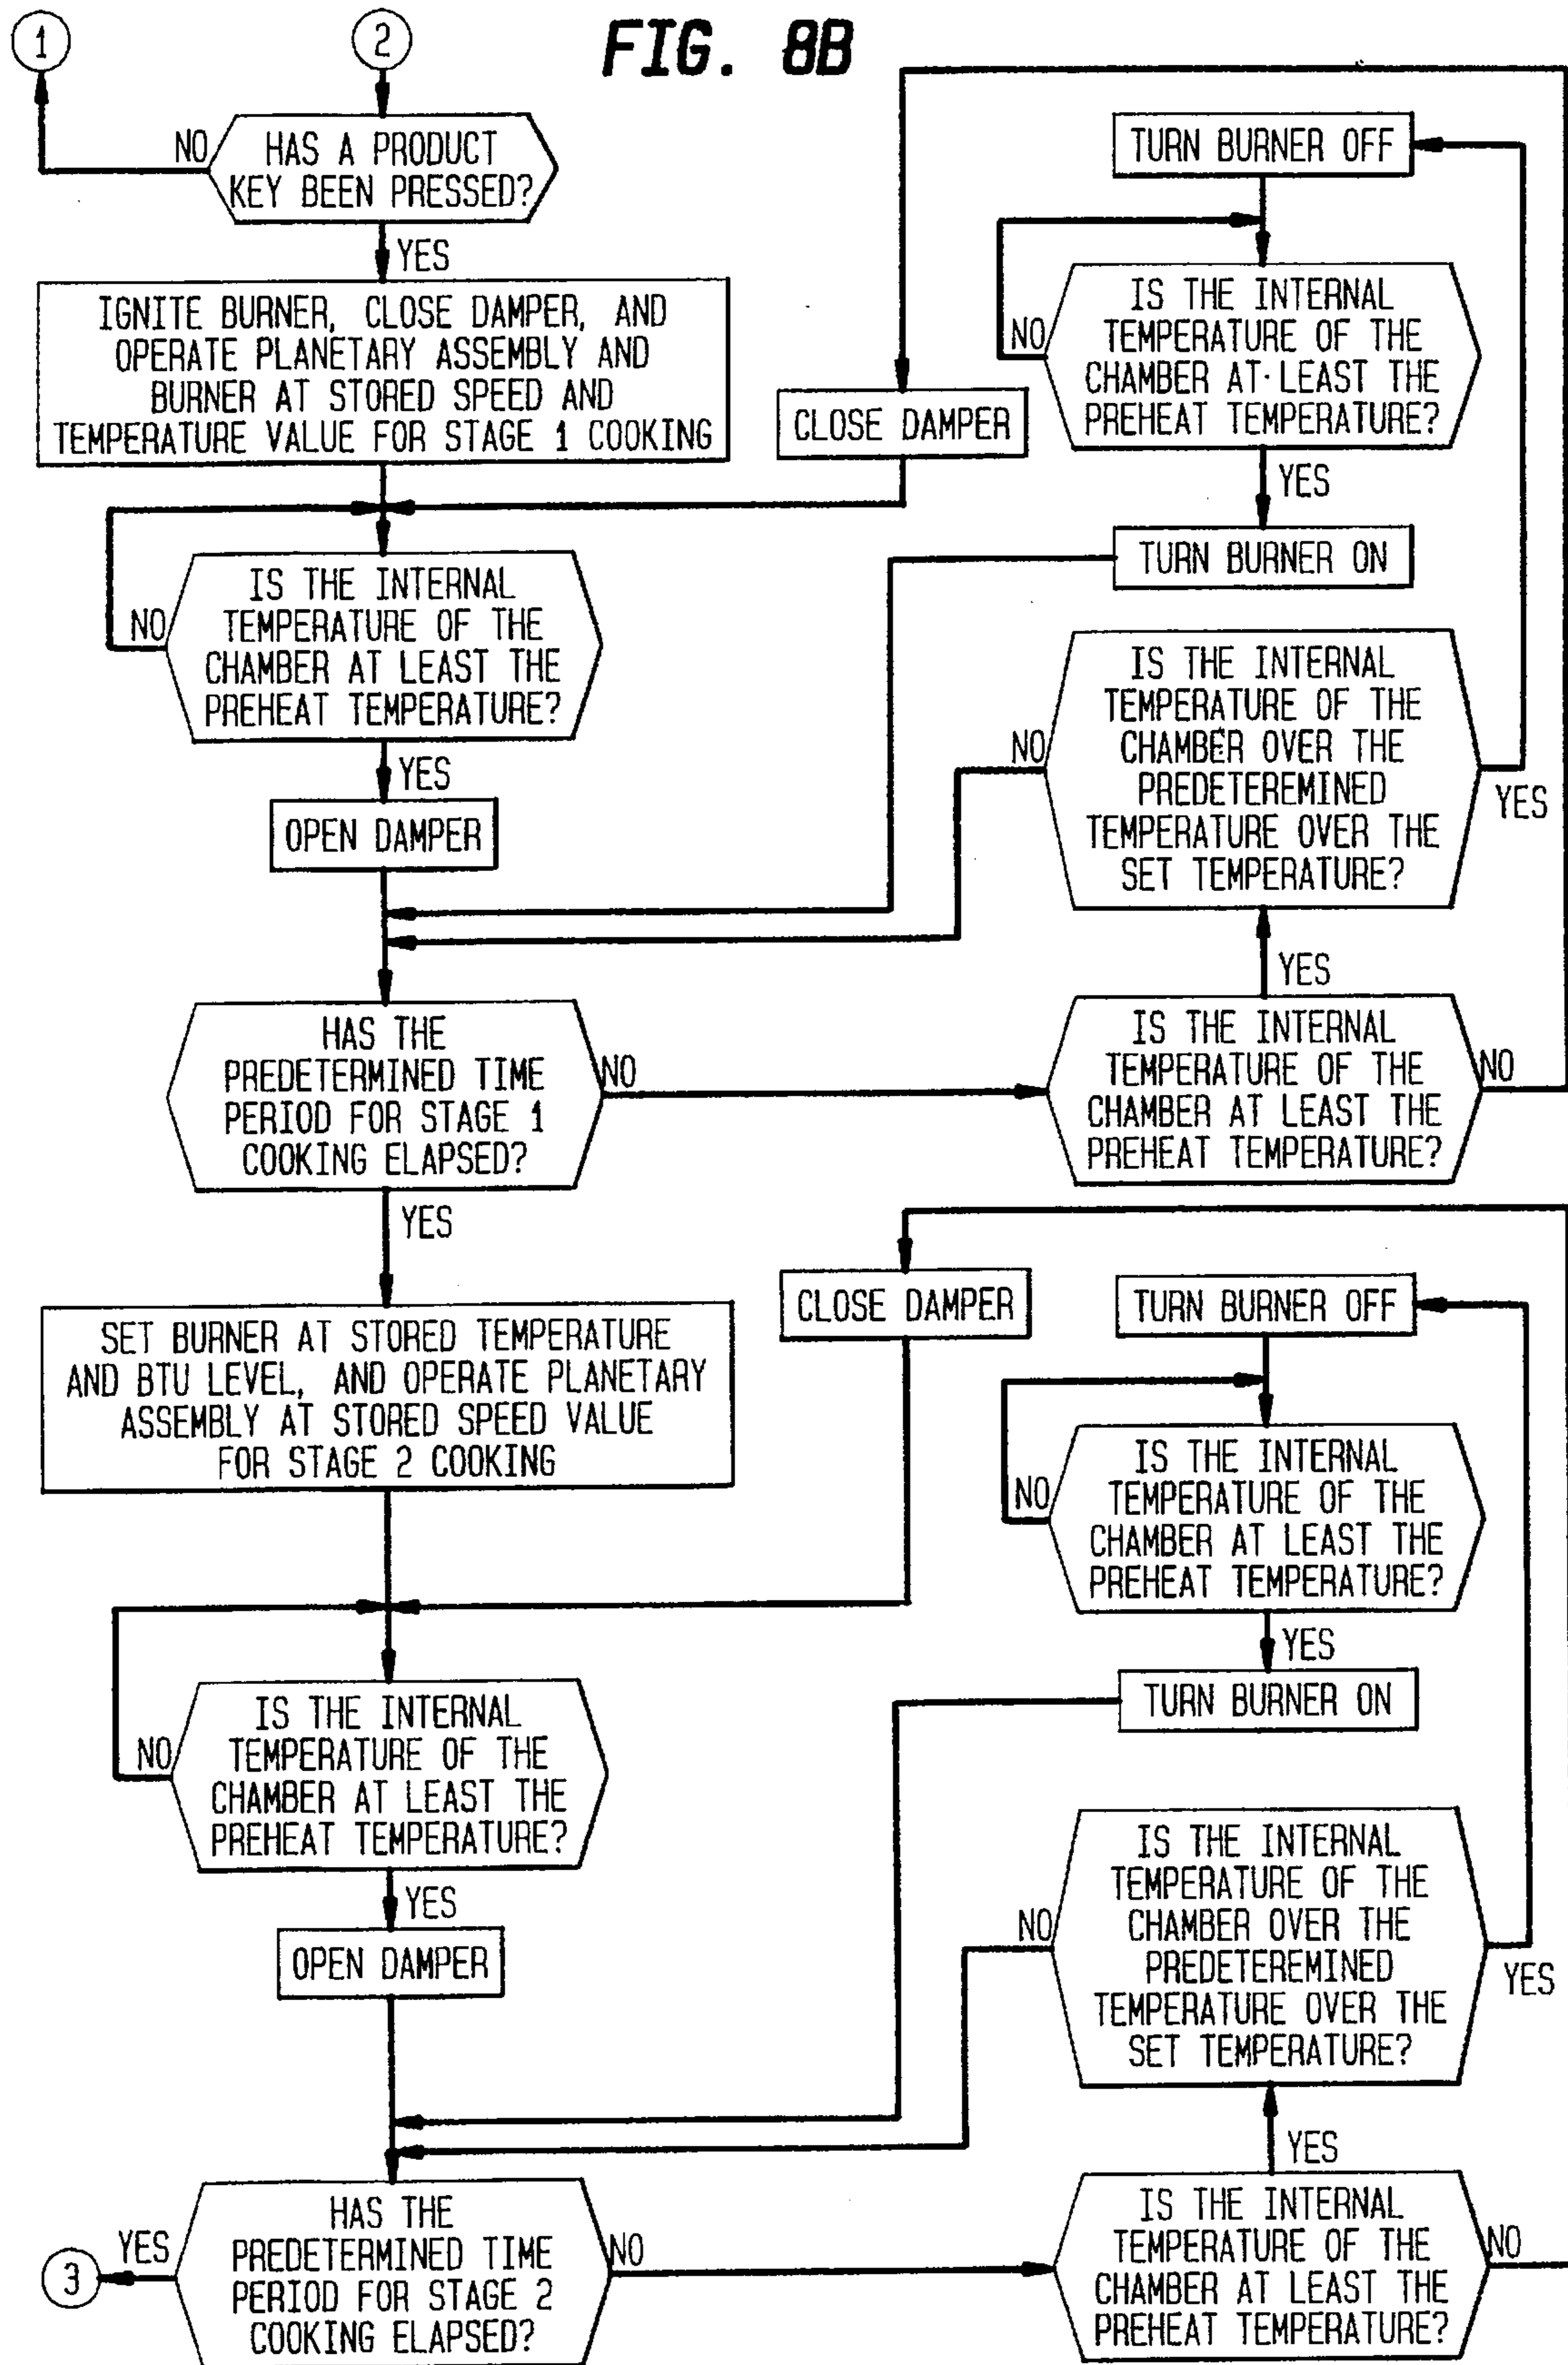 FIG. 8B
1
2
NO
HAS A PRODUCT
KEY BEEN PRESSED?
YES
IGNITE BURNER, CLOSE DAMPER, AND
OPERATE PLANETARY ASSEMBLY AND
BURNER AT STORED SPEED AND
TEMPERATURE VALUE FOR STAGE 1 COOKING
NO
IS THE INTERNAL
TEMPERATURE OF THE
CHAMBER AT LEAST THE
PREHEAT TEMPERATURE?
YES
OPEN DAMPER
CLOSE DAMPER
TURN BURNER OFF
NO
IS THE INTERNAL
TEMPERATURE OF THE
CHAMBER AT LEAST THE
PREHEAT TEMPERATURE?
YES
TURN BURNER ON
NO
IS THE INTERNAL
TEMPERATURE OF THE
CHAMBER OVER THE
PREDETEREMINED
TEMPERATURE OVER THE
SET TEMPERATURE?
YES
YES
HAS THE
PREDETERMINED TIME
PERIOD FOR STAGE 1
COOKING ELAPSED?
NO
IS THE INTERNAL
TEMPERATURE OF THE
CHAMBER AT LEAST THE
PREHEAT TEMPERATURE?
NO
YES
SET BURNER AT STORED TEMPERATURE
AND BTU LEVEL, AND OPERATE PLANETARY
ASSEMBLY AT STORED SPEED VALUE
FOR STAGE 2 COOKING
NO
IS THE INTERNAL
TEMPERATURE OF THE
CHAMBER AT LEAST THE
PREHEAT TEMPERATURE?
YES
OPEN DAMPER
CLOSE DAMPER
TURN BURNER OFF
NO
IS THE INTERNAL
TEMPERATURE OF THE
CHAMBER AT LEAST THE
PREHEAT TEMPERATURE?
YES
TURN BURNER ON
NO
IS THE INTERNAL
TEMPERATURE OF THE
CHAMBER OVER THE
PREDETEREMINED
TEMPERATURE OVER THE
SET TEMPERATURE?
YES
YES
3
YES
HAS THE
PREDETERMINED TIME
PERIOD FOR STAGE 2
COOKING ELAPSED?
NO
IS THE INTERNAL
TEMPERATURE OF THE
CHAMBER AT LEAST THE
PREHEAT TEMPERATURE?
NO